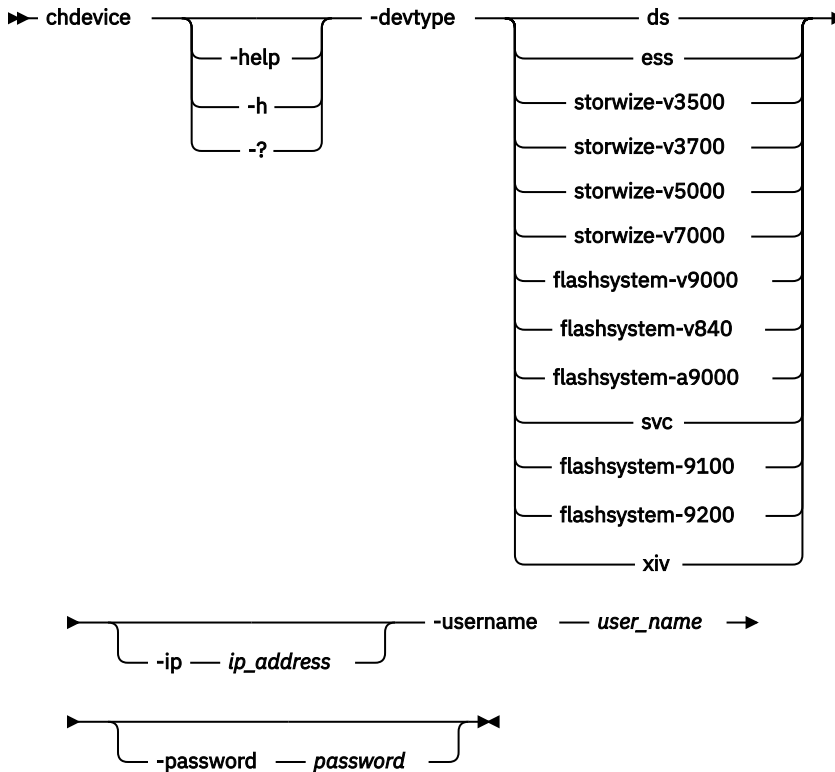 chdevice -devtype ds
-help ess
-h storwize-v3500
-? storwize-v3700
storwize-v5000
storwize-v7000
flashsystem-v9000
flashsystem-v840
flashsystem-a9000
svc
flashsystem-9100
flashsystem-9200
xiv
-username user_name
-ip ip_address
-password password